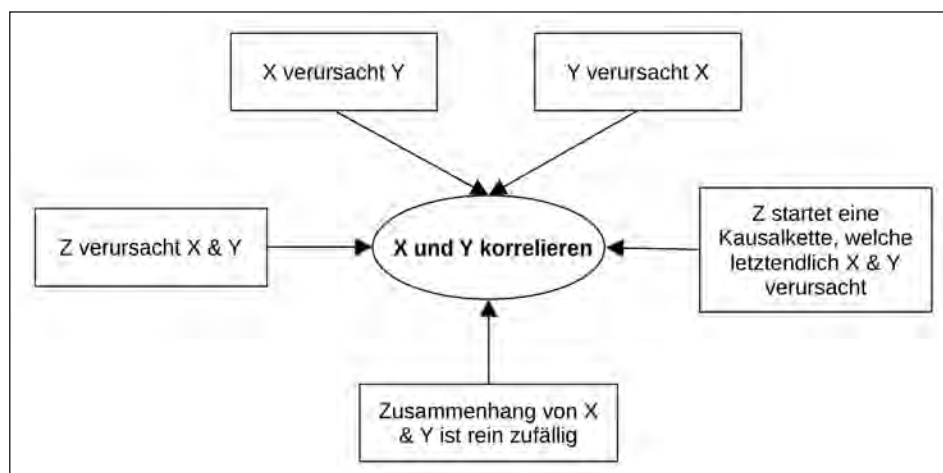 X verursacht Y
Y verursacht X
Z verursacht X & Y
X und Y korrelieren
Z startet eine
Kausalkette, welche
letztendlich X & Y
verursacht
Zusammenhang von X
& Y ist rein zufällig